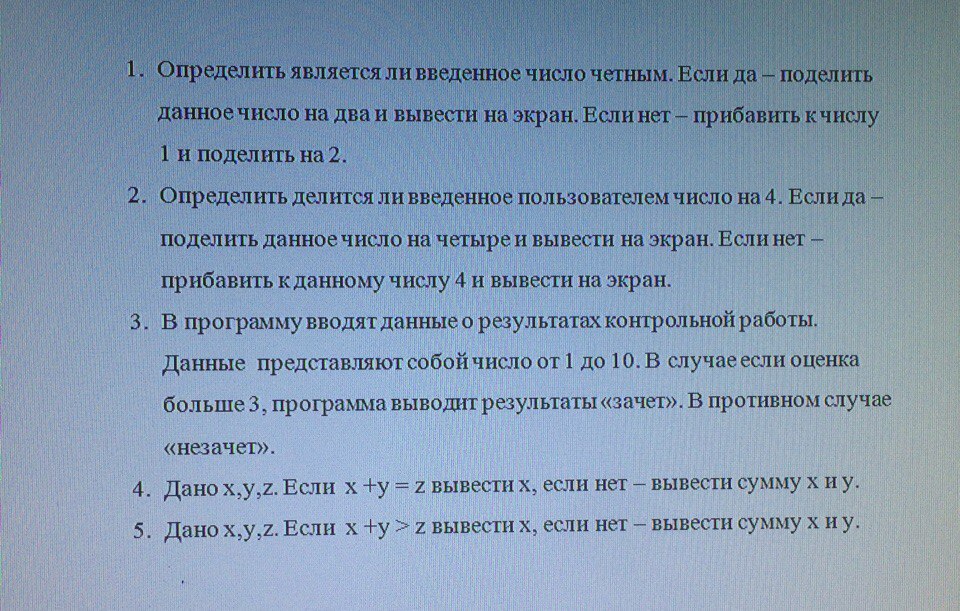 1. Определить является ли введенное число четным. Если да – поделить
данное число на два и вывести на экран. Если нет – прибавить к числу
1 и поделить на 2.
2. Определить делится ли введенное пользователем число на 4. Если да –
поделить данное число на четыре и вывести на экран. Если нет –
прибавить к данному числу 4 и вывести на экран.
3. В программу вводят данные о результатах контрольной работы.
Данные представляют собой число от 1 до 10. В случае если оценка
больше 3, программа выводит результаты «зачет». В противном случае
«незачет».
4. Дано x,y,z. Если x +y = z вывести x, если нет – вывести сумму x и y.
5. Дано x,y,z. Если x +y > z вывести x, если нет – вывести сумму x и y.